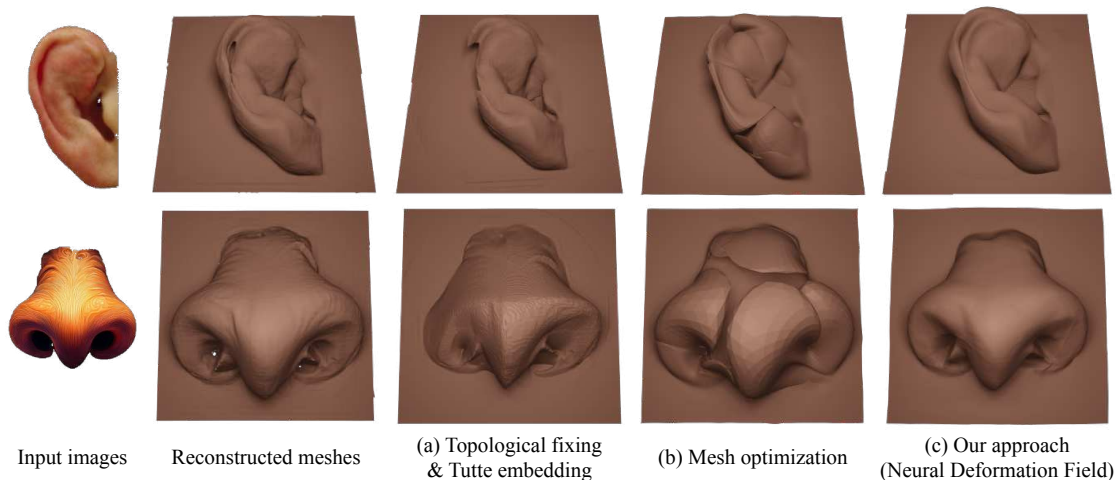 Input images
Reconstructed meshes
(a) Topological fixing
& Tutte embedding
(b) Mesh optimization
(c) Our approach
(Neural Deformation Field)